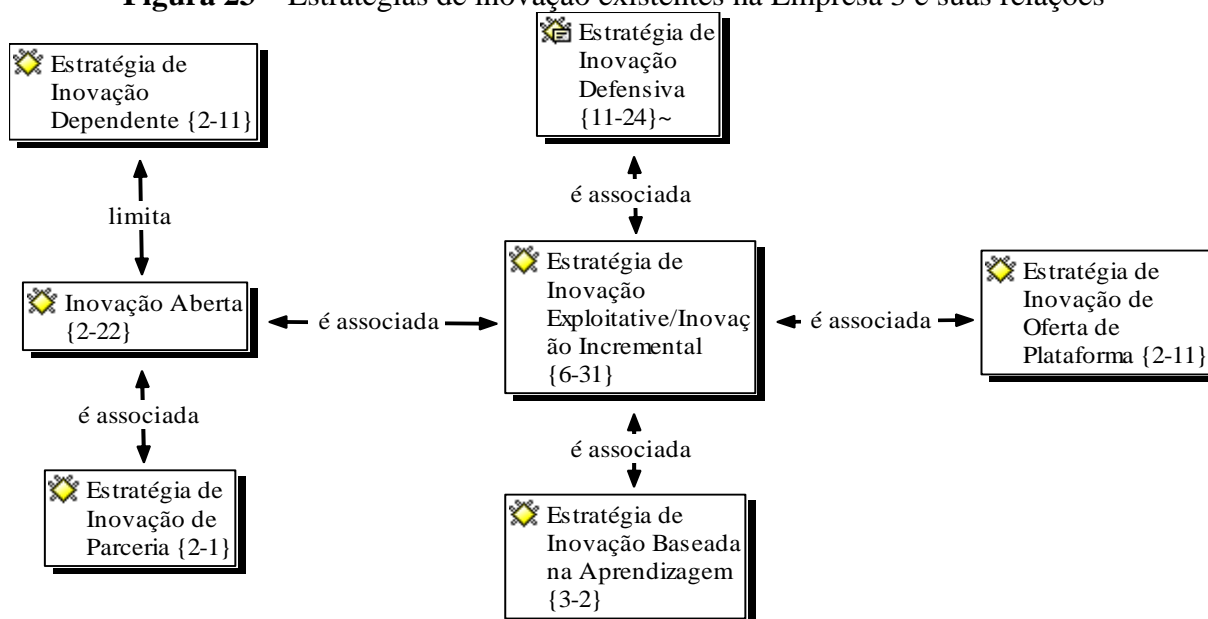 Figura 25 – Estratégias de inovação existentes na Empresa 3 e suas relações
Estratégia de
Inovação
Dependente {2-11}
Estratégia de
Inovação
Defensiva
{11-24}~
limita
é associada
Inovação Aberta
{2-22}
é associada
Estratégia de
Inovação
Exploitative/Inovaç
ão Incremental
{6-31}
é associada
Estratégia de
Inovação de
Oferta de
Plataforma {2-11}
é associada
é associada
Estratégia de
Inovação de
Parceria {2-1}
Estratégia de
Inovação Baseada
na Aprendizagem
{3-2}